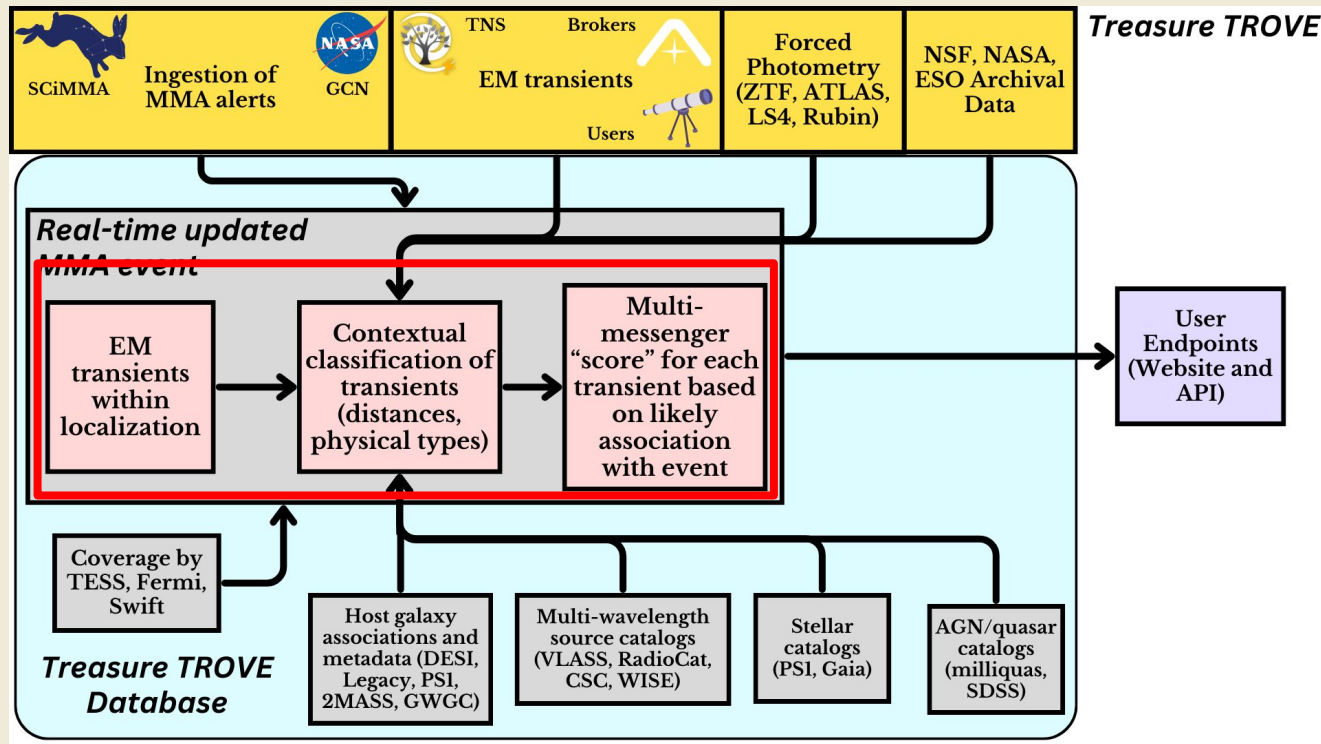 Treasure TROVE
SCiMMA
Ingestion of
MMA alerts
NASA
GCN
TNS
Brokers
EM transients
Users
Forced
Photometry
(ZTF, ATLAS,
LS4, Rubin)
NSF, NASA,
ESO Archival
Data
Real-time updated
MMA event
EM
transients
within
localization
Contextual
classification of
transients
(distances,
physical types)
Multi-
messenger
“score” for each
transient based
on likely
association
with event
User
Endpoints
(Website and
API)
Coverage by
TESS, Fermi,
Swift
Host galaxy
associations and
metadata (DESI,
Legacy, PS1,
2MASS, GWGC)
Multi-wavelength
source catalogs
(VLASS, RadioCat,
CSC, WISE)
Stellar
catalogs
(PS1, Gaia)
AGN/quasar
catalogs
(milliquas,
SDSS)
Treasure TROVE
Database